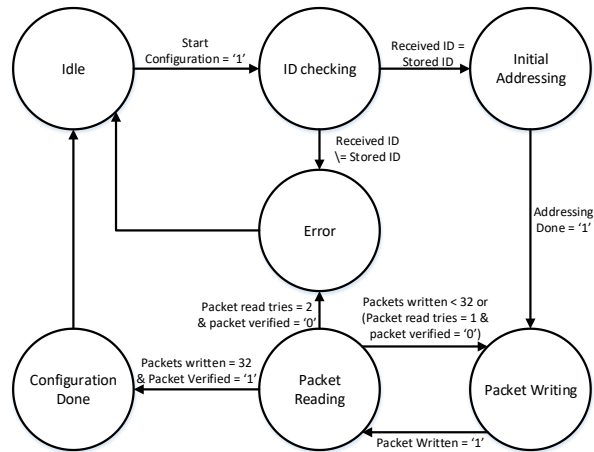 Idle
Start
Configuration = ‘1’
ID checking
Received ID =
Stored ID
Initial
Addressing
Received ID
\= Stored ID
Addressing
Done = ‘1’
Error
Packet read tries = 2
& packet verified = ‘0’
Packets written < 32 or
(Packet read tries = 1 &
packet verified = ‘0’)
Configuration
Done
Packets written = 32
& Packet Verified = ‘1’
Packet
Reading
Packet Writing
Packet Written = ‘1’